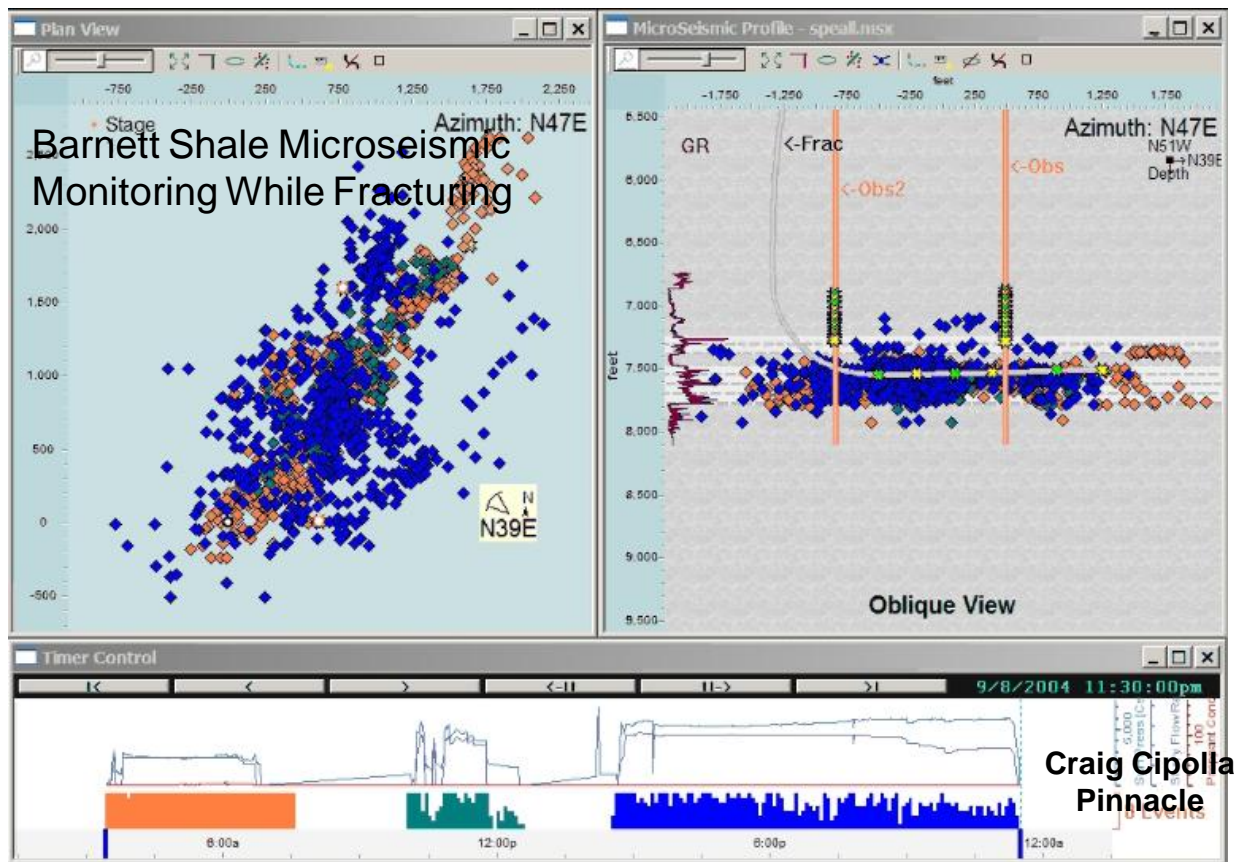 Plan View
-750 -250 250 750 1,250 1,750 2,250
Stage
Azimuth: N47E
Barnett Shale Microseismic
Monitoring While Fracturing
2,000
1,500
1,000
500
0
-500
N
N39E
MicroSeismic Profile - speall.msx
feet
-1,750 -1,250 -750 -250 250 750 1,250 1,750
GR
<-Frac
<-Obs2
<-Obs
Azimuth: N47E
N51W
N39E
Depth
feet
6,000
7,000
7,500
8,000
8,500
9,000
9,500
Oblique View
Timer Control
|< < > <-|| ||-> >|
9/8/2004 11:30:00pm
5,000
100
Craig Cipolla
Pinnacle
Events
6:00a 12:00p 6:00p 12:00a